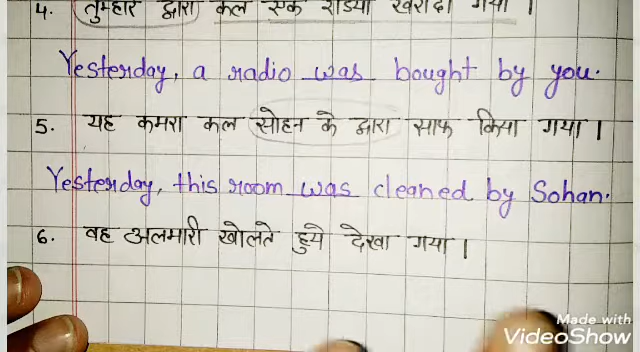 4. तुम्हारे द्वारा कल एक रेडियो खरीदा गया ।
Yesterday, a radio was bought by you.
5. यह कमरा कल सोहन के द्वारा साफ किया गया ।
Yesterday, this room was cleaned by Sohan.
6. वह अलमारी खोलते हुये देखा गया ।
Made with
VideoShow